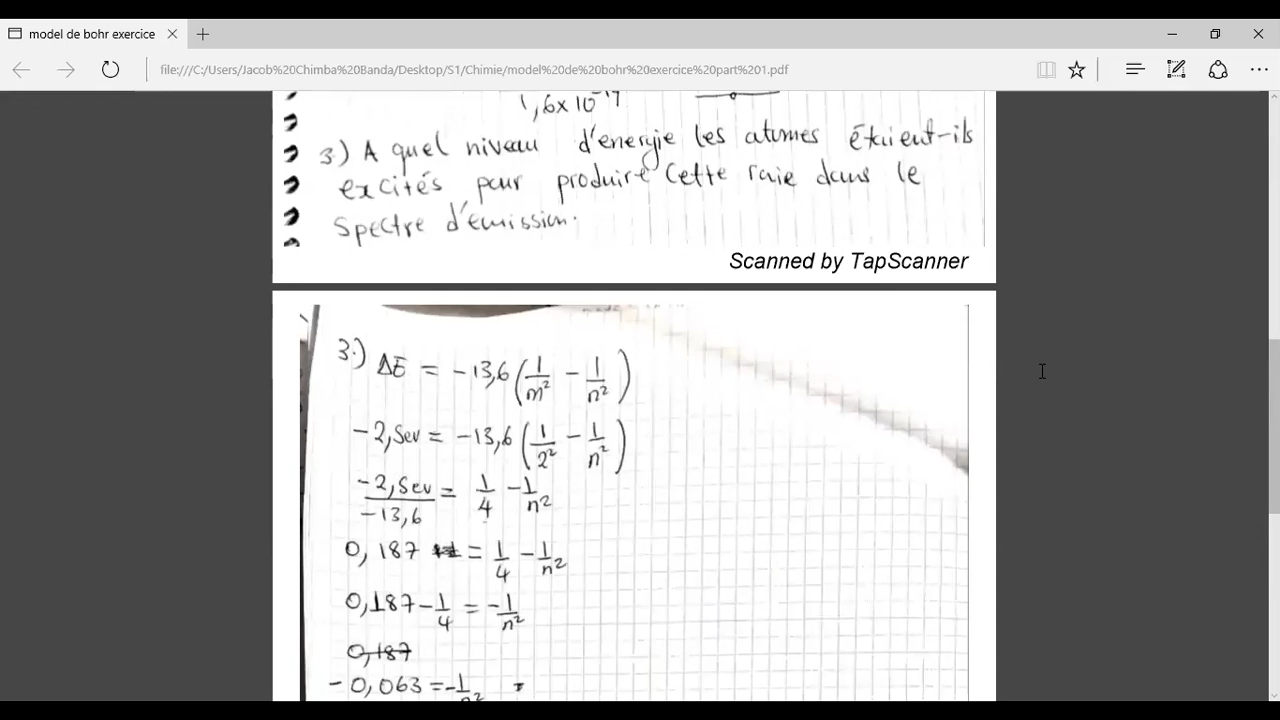 model de bohr exercice
file:///C:/Users/Jacob%20Chimba%20Banda/Desktop/S1/Chimie/model%20de%20bohr%20exercice%20part%201.pdf
1,6x10⁻¹⁹
3.) A quel niveau d'energie les atomes étaient-ils
excités pour produire cette raie dans le
spectre d'émission.
Scanned by TapScanner
3.) ΔE = -13,6 (1/m² - 1/n²)
-2,5ev = -13,6 (1/2² - 1/n²)
-2,5ev/-13,6 = 1/4 - 1/n²
0,187 = 1/4 - 1/n²
0,187 - 1/4 = -1/n²
0,187
-0,063 = -1/n²